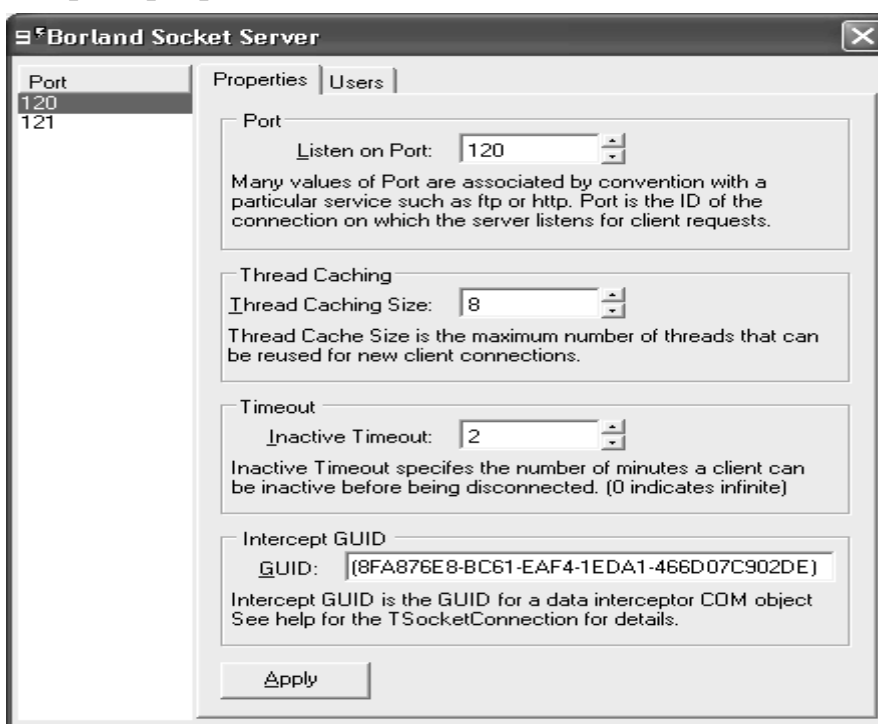 Borland Socket Server
Port
120
121
Properties
Users
Port
Listen on Port: 120
Many values of Port are associated by convention with a
particular service such as ftp or http. Port is the ID of the
connection on which the server listens for client requests.
Thread Caching
Thread Caching Size: 8
Thread Cache Size is the maximum number of threads that can
be reused for new client connections.
Timeout
Inactive Timeout: 2
Inactive Timeout specifes the number of minutes a client can
be inactive before being disconnected. (0 indicates infinite)
Intercept GUID
GUID: {8FA876E8-BC61-EAF4-1EDA1-466D07C902DE}
Intercept GUID is the GUID for a data interceptor COM object
See help for the TSocketConnection for details.
Apply